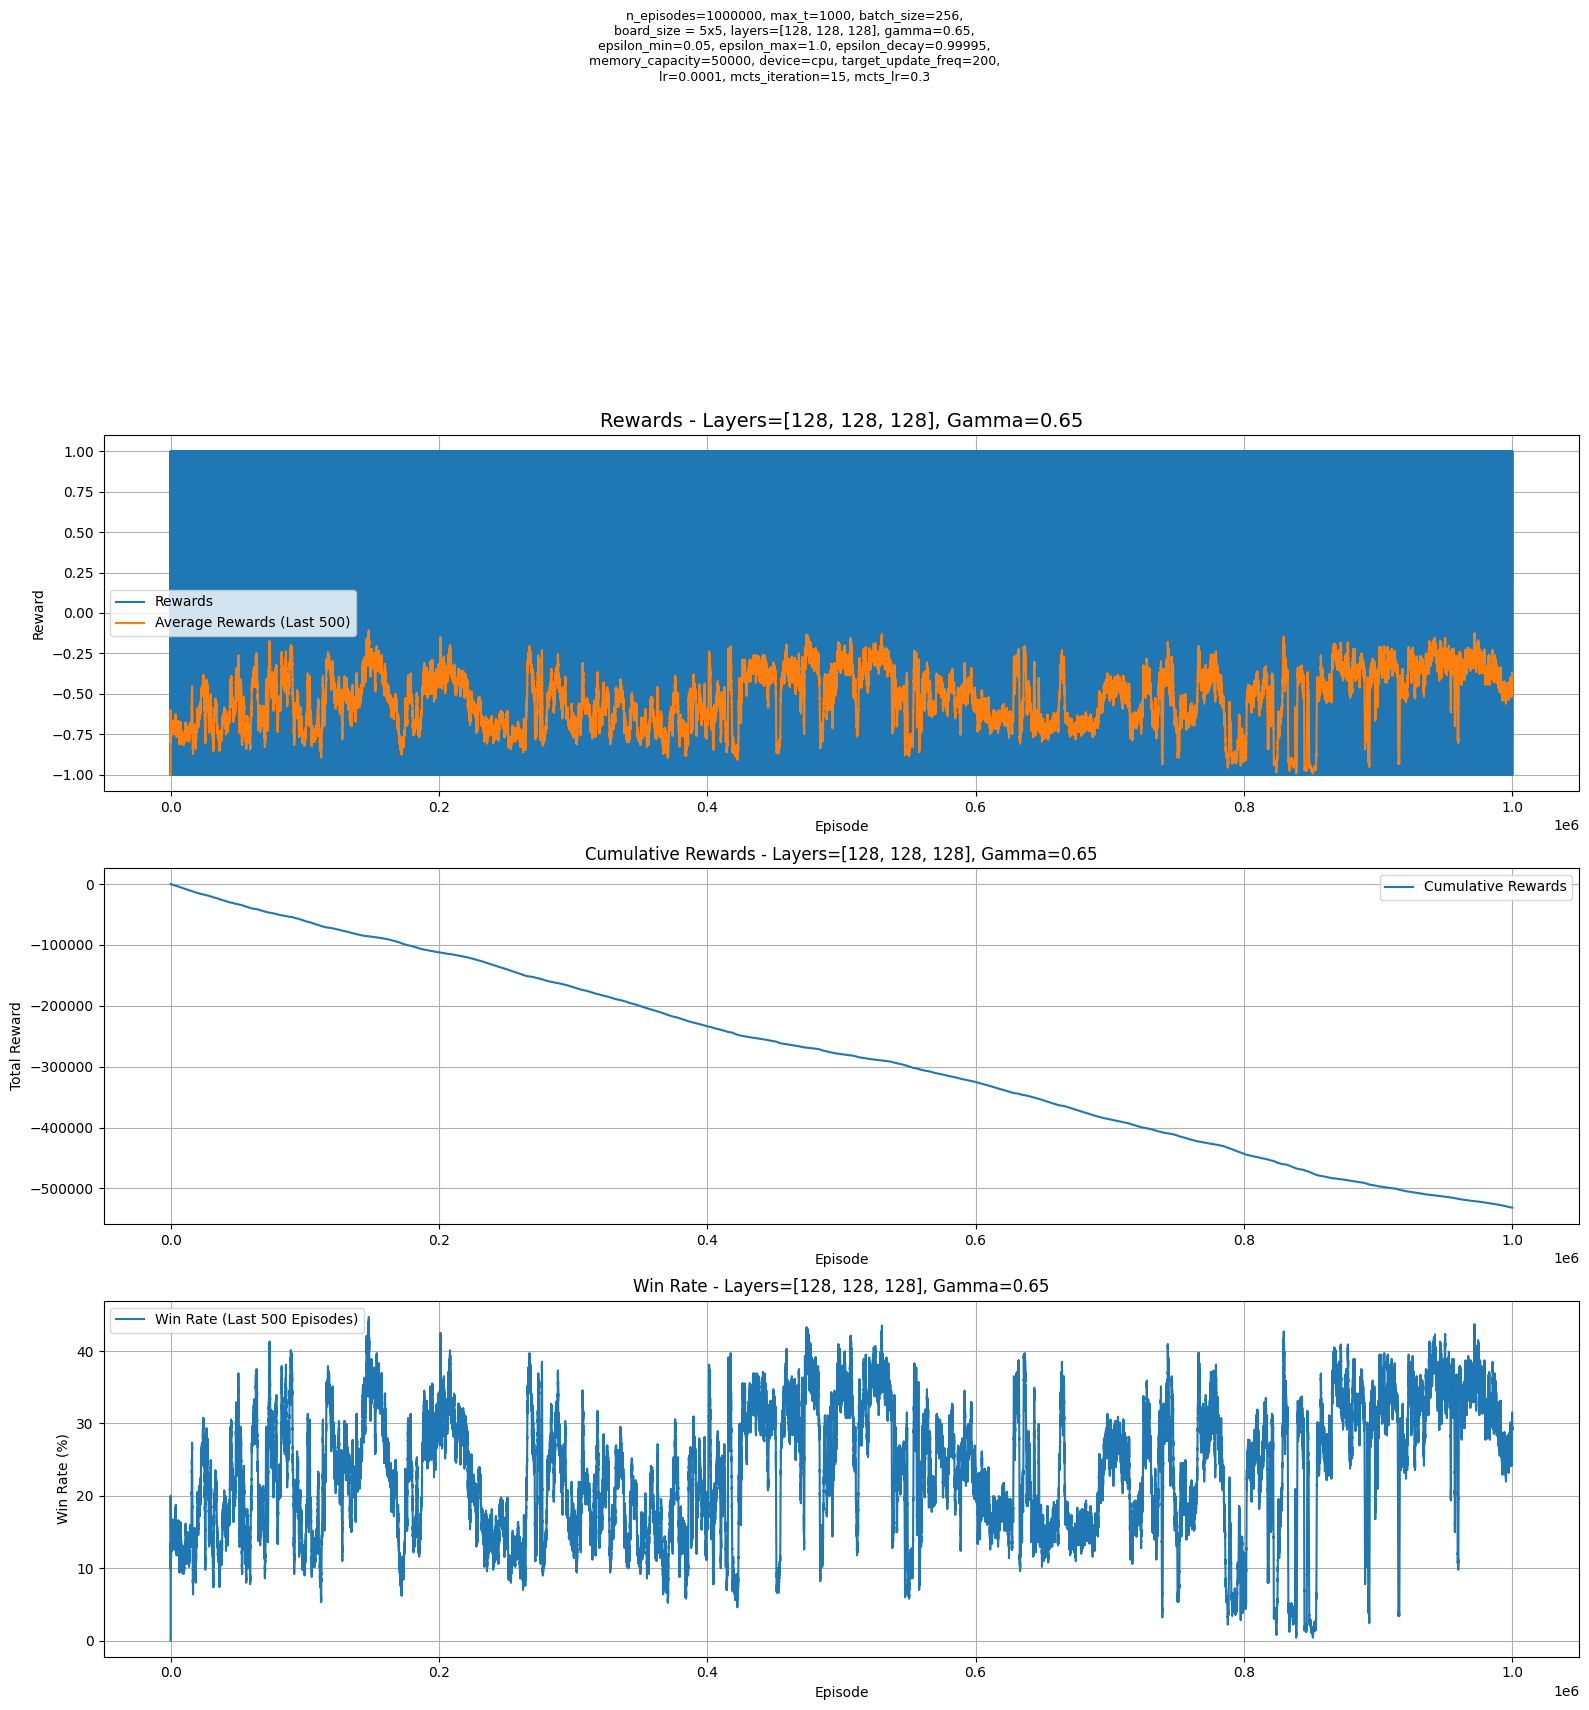 n_episodes=1000000, max_t=1000, batch_size=256,
board_size = 5x5, layers=[128, 128, 128], gamma=0.65,
epsilon_min=0.05, epsilon_max=1.0, epsilon_decay=0.99995,
memory_capacity=50000, device=cpu, target_update_freq=200,
lr=0.0001, mcts_iteration=15, mcts_lr=0.3
Rewards - Layers=[128, 128, 128], Gamma=0.65
1.00
0.75
0.50
0.25
0.00
−0.25
−0.50
−0.75
−1.00
Reward
Rewards
Average Rewards (Last 500)
0.0 0.2 0.4 0.6 0.8 1.0
Episode
1e6
Cumulative Rewards - Layers=[128, 128, 128], Gamma=0.65
0
−100000
−200000
−300000
−400000
−500000
Total Reward
Cumulative Rewards
0.0 0.2 0.4 0.6 0.8 1.0
Episode
1e6
Win Rate - Layers=[128, 128, 128], Gamma=0.65
Win Rate (Last 500 Episodes)
40
30
20
10
0
Win Rate (%)
0.0 0.2 0.4 0.6 0.8 1.0
Episode
1e6